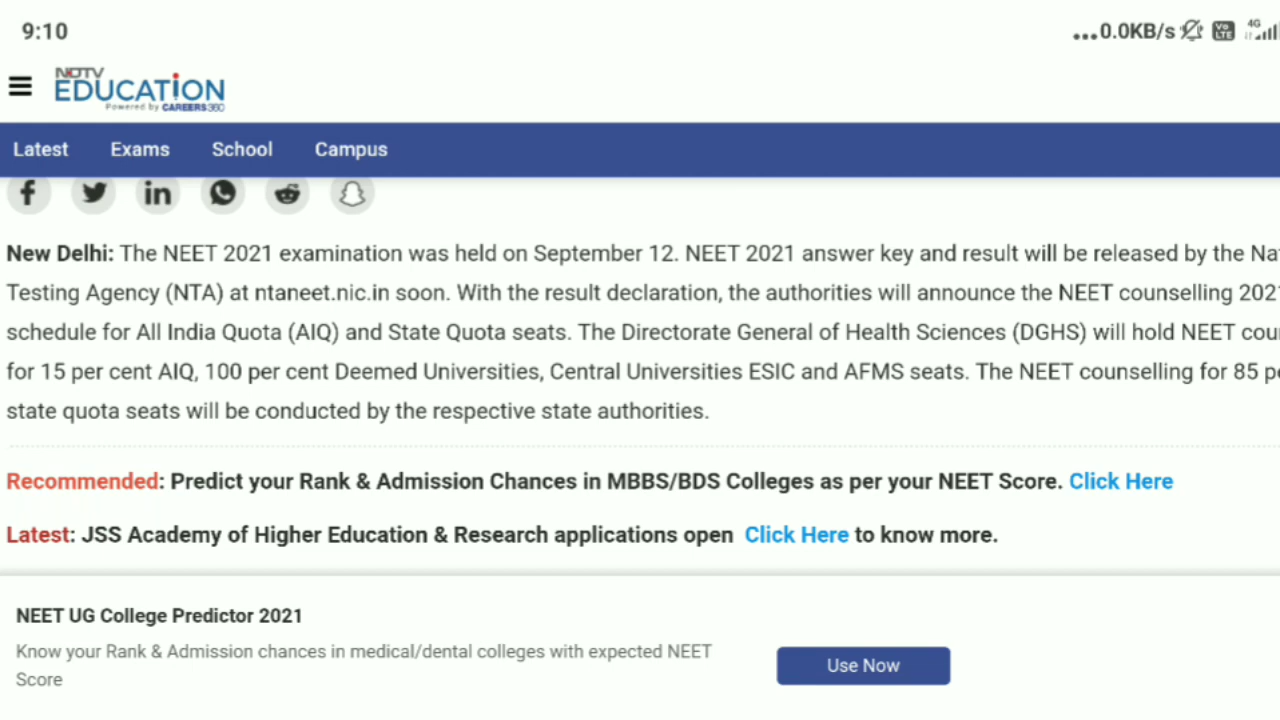 9:10
...0.0KB/s Vo LTE 4G
NDTV
EDUCATION
Powered by CAREERS360
Latest Exams School Campus
New Delhi: The NEET 2021 examination was held on September 12. NEET 2021 answer key and result will be released by the Na
Testing Agency (NTA) at ntaneet.nic.in soon. With the result declaration, the authorities will announce the NEET counselling 202
schedule for All India Quota (AIQ) and State Quota seats. The Directorate General of Health Sciences (DGHS) will hold NEET cou
for 15 per cent AIQ, 100 per cent Deemed Universities, Central Universities ESIC and AFMS seats. The NEET counselling for 85 p
state quota seats will be conducted by the respective state authorities.
Recommended: Predict your Rank & Admission Chances in MBBS/BDS Colleges as per your NEET Score. Click Here
Latest: JSS Academy of Higher Education & Research applications open Click Here to know more.
NEET UG College Predictor 2021
Know your Rank & Admission chances in medical/dental colleges with expected NEET
Score
Use Now